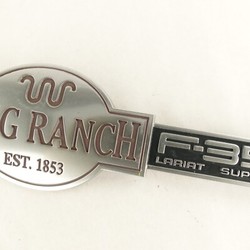 G RANCH
EST. 1853
F-35
LARIAT SUP